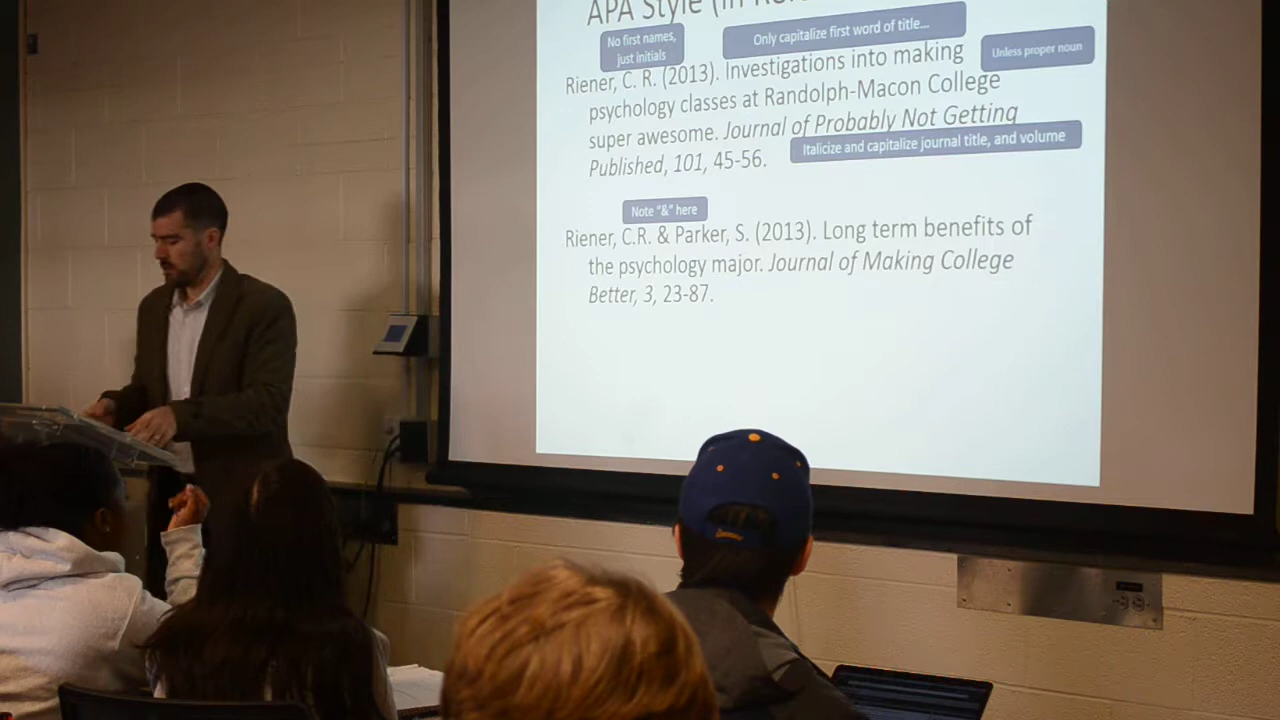 APA Style (in
No first names,
just initials
Only capitalize first word of title...
Unless proper noun
Riener, C. R. (2013). Investigations into making
psychology classes at Randolph-Macon College
super awesome. Journal of Probably Not Getting
Published, 101, 45-56.
Italicize and capitalize journal title, and volume
Note "&" here
Riener, C.R. & Parker, S. (2013). Long term benefits of
the psychology major. Journal of Making College
Better, 3, 23-87.